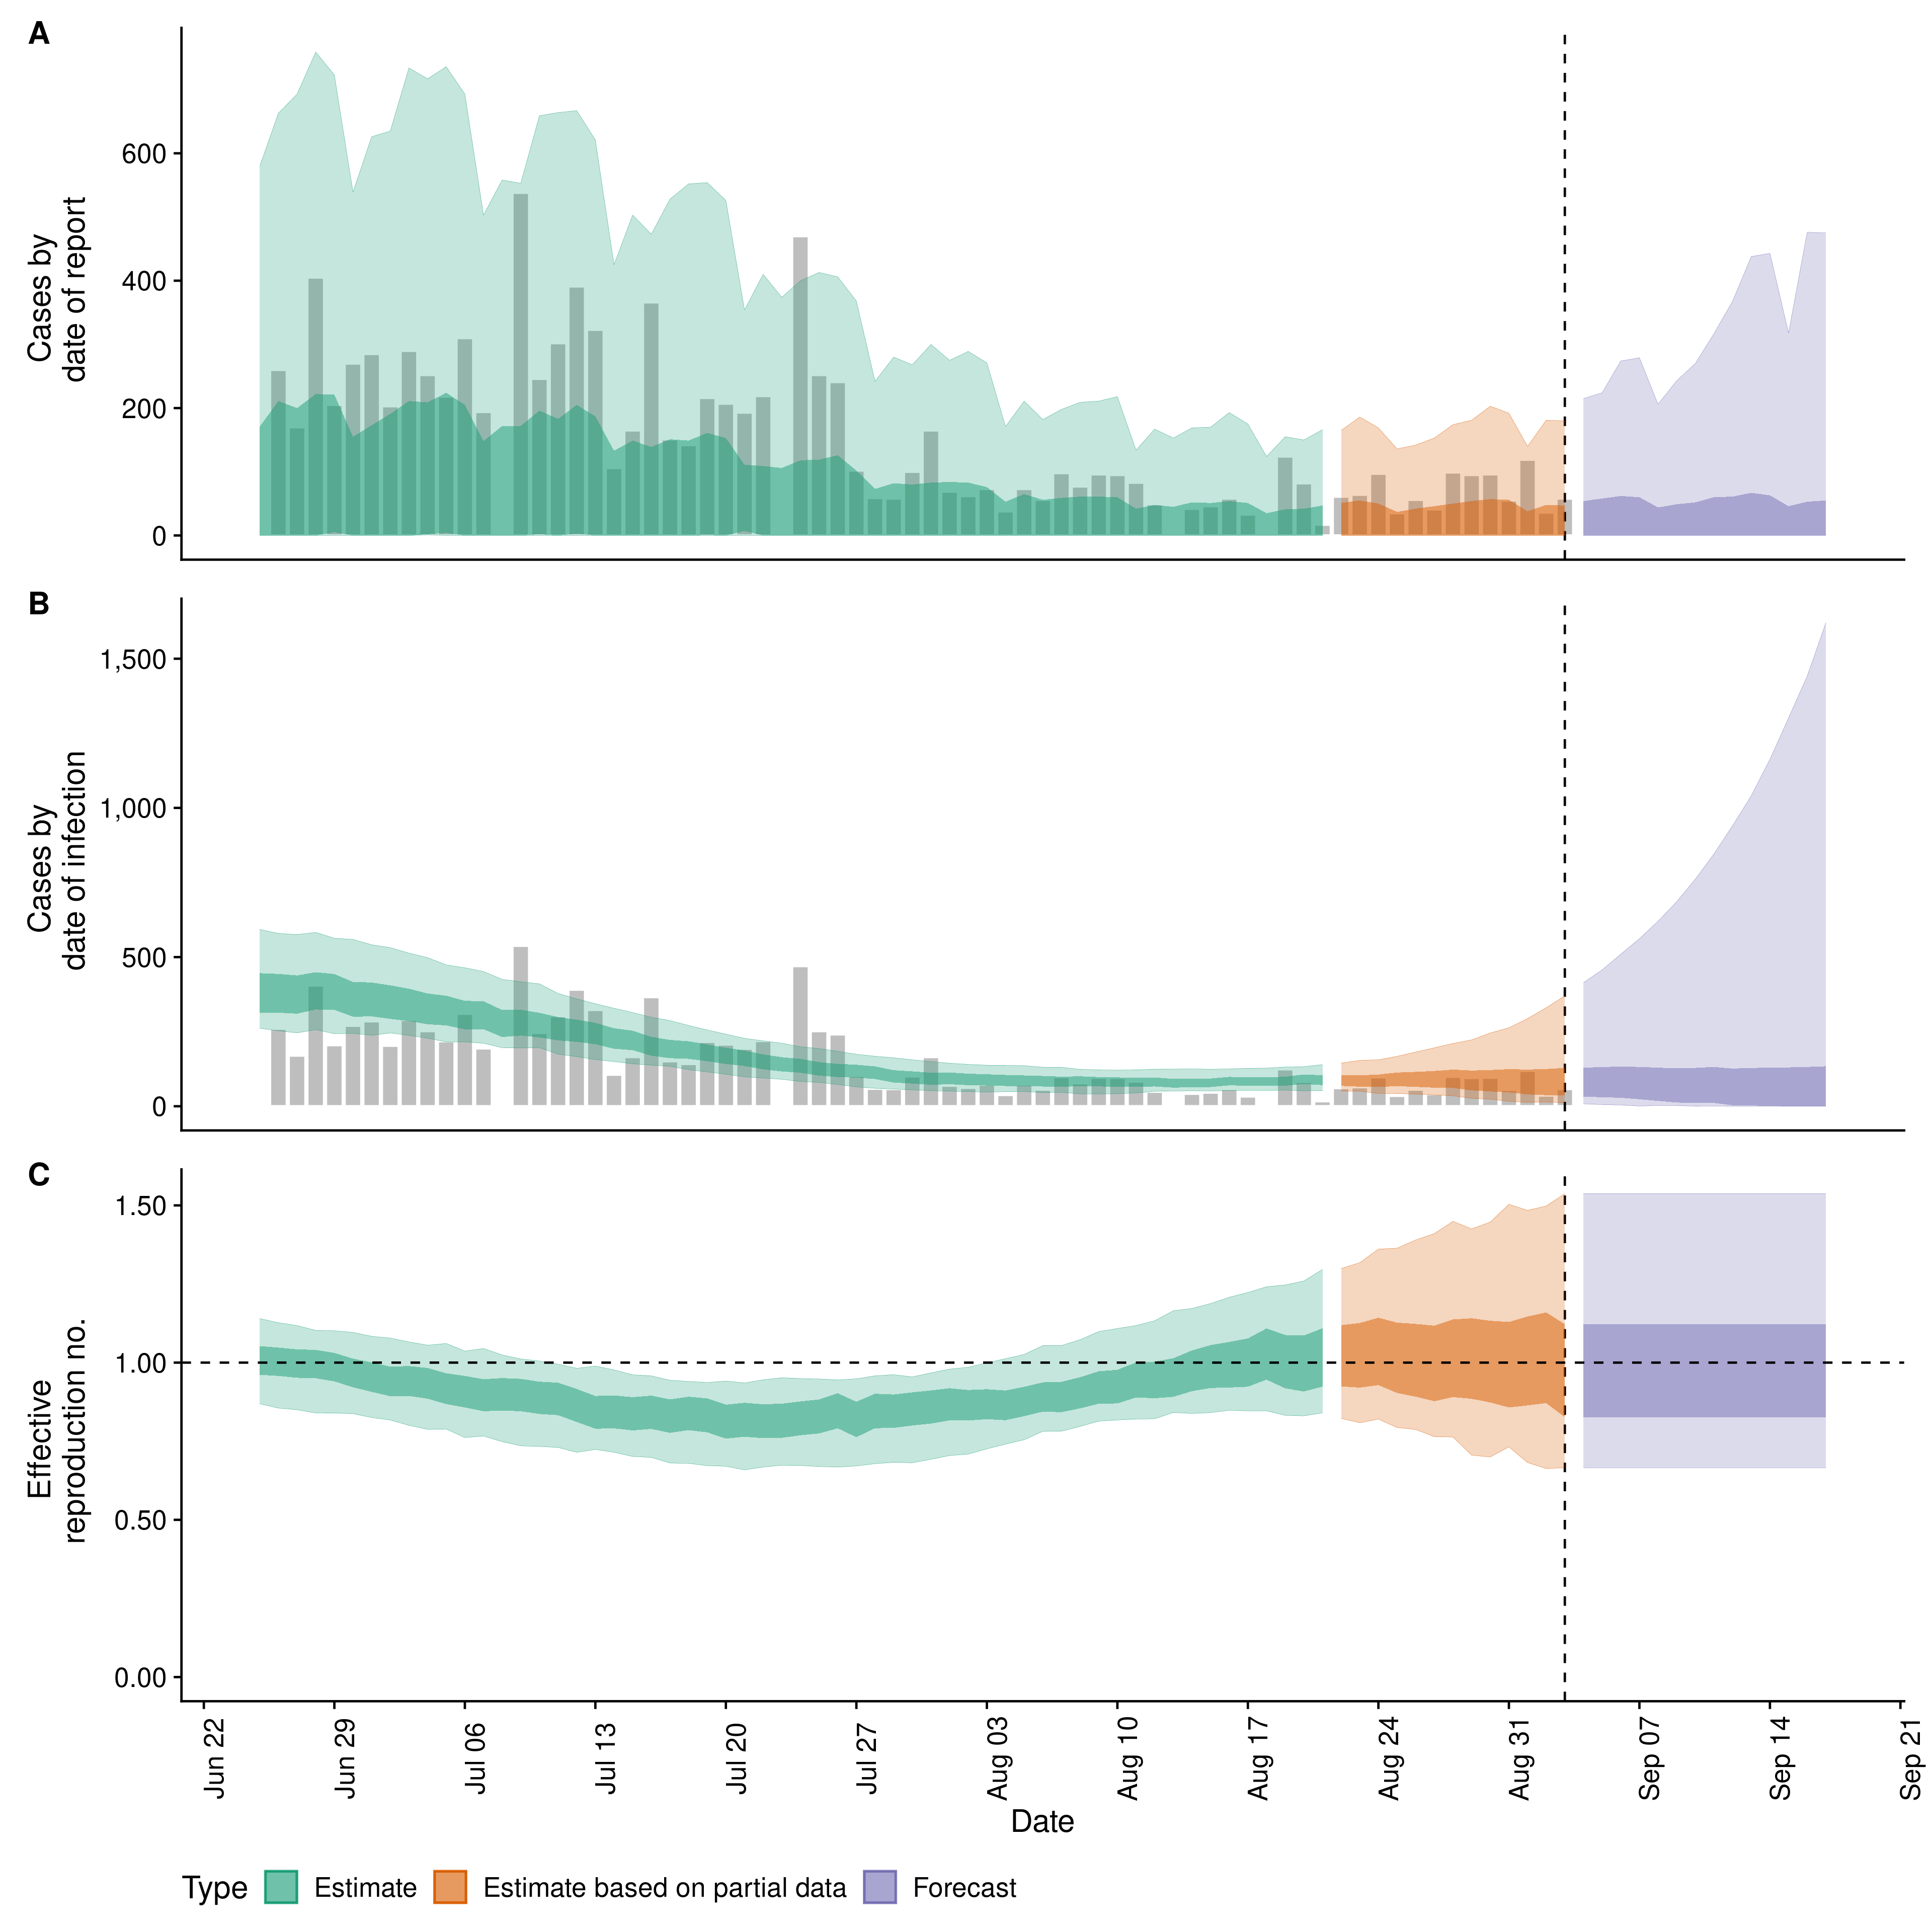 A
Cases by
date of report
600
400
200
0
B
Cases by
date of infection
1,500
1,000
500
0
C
Effective
reproduction no.
1.50
1.00
0.50
0.00
Jun 22
Jun 29
Jul 06
Jul 13
Jul 20
Jul 27
Aug 03
Aug 10
Aug 17
Aug 24
Aug 31
Sep 07
Sep 14
Sep 21
Date
Type Estimate Estimate based on partial data Forecast